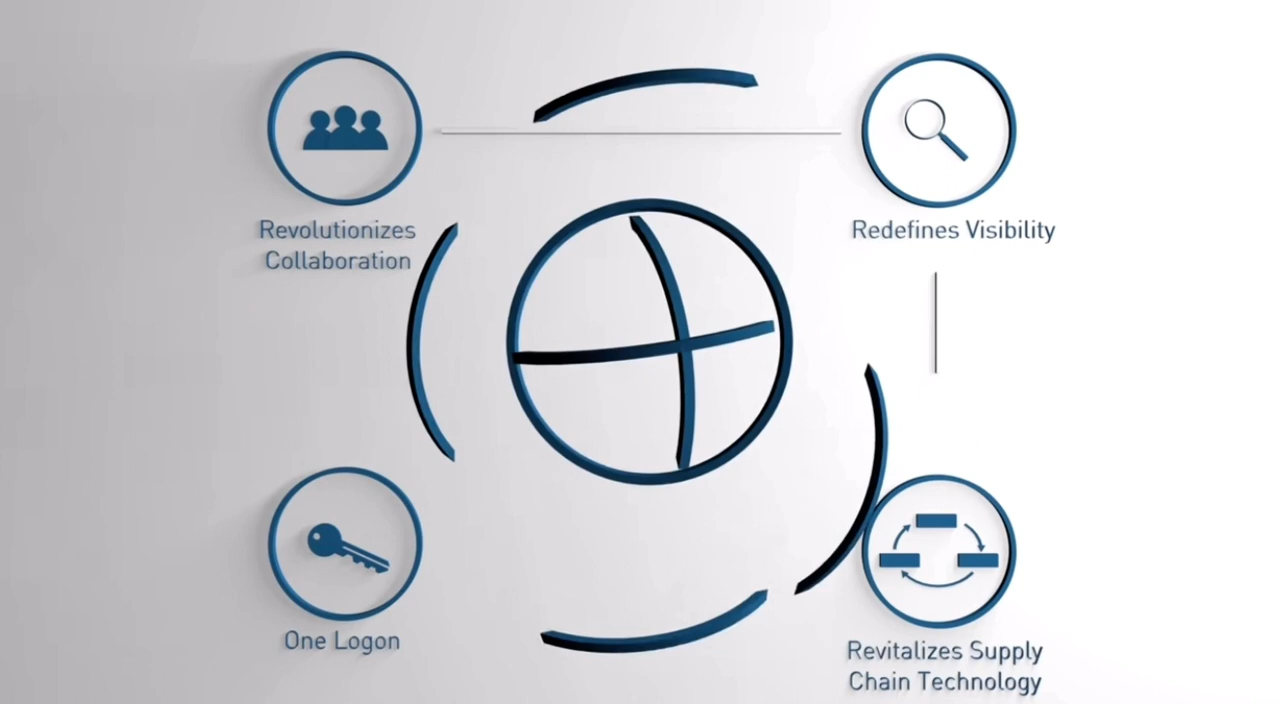 Revolutionizes
Collaboration
Redefines Visibility
One Logon
Revitalizes Supply
Chain Technology